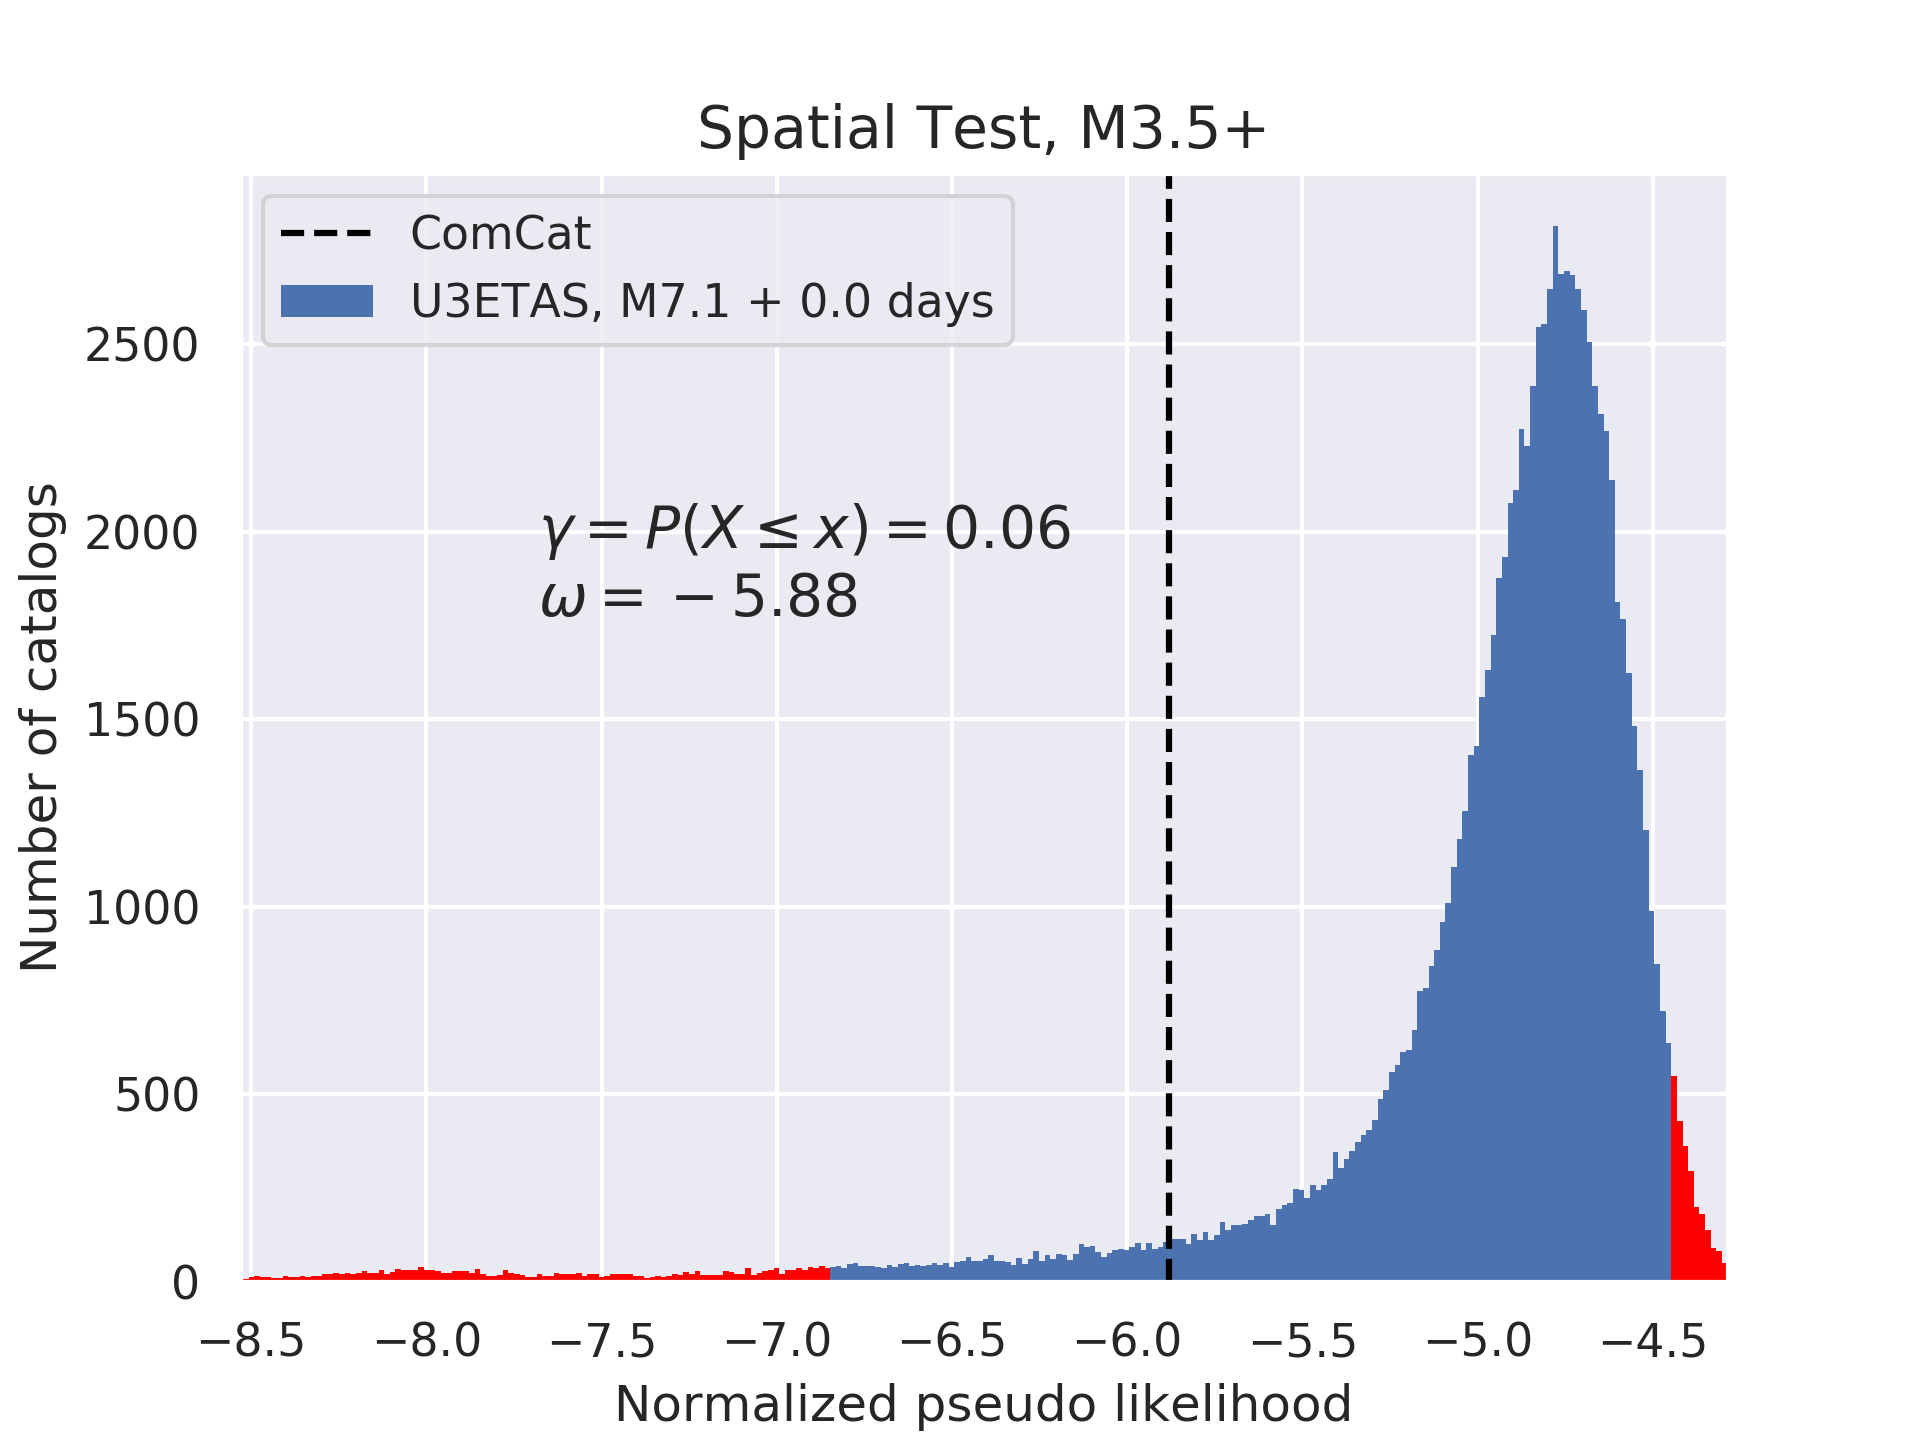 Spatial Test, M3.5+
ComCat
U3ETAS, M7.1 + 0.0 days
γ = P(X ≤ x) = 0.06
ω = − 5.88
Number of catalogs
2500
2000
1500
1000
500
0
−8.5 −8.0 −7.5 −7.0 −6.5 −6.0 −5.5 −5.0 −4.5
Normalized pseudo likelihood